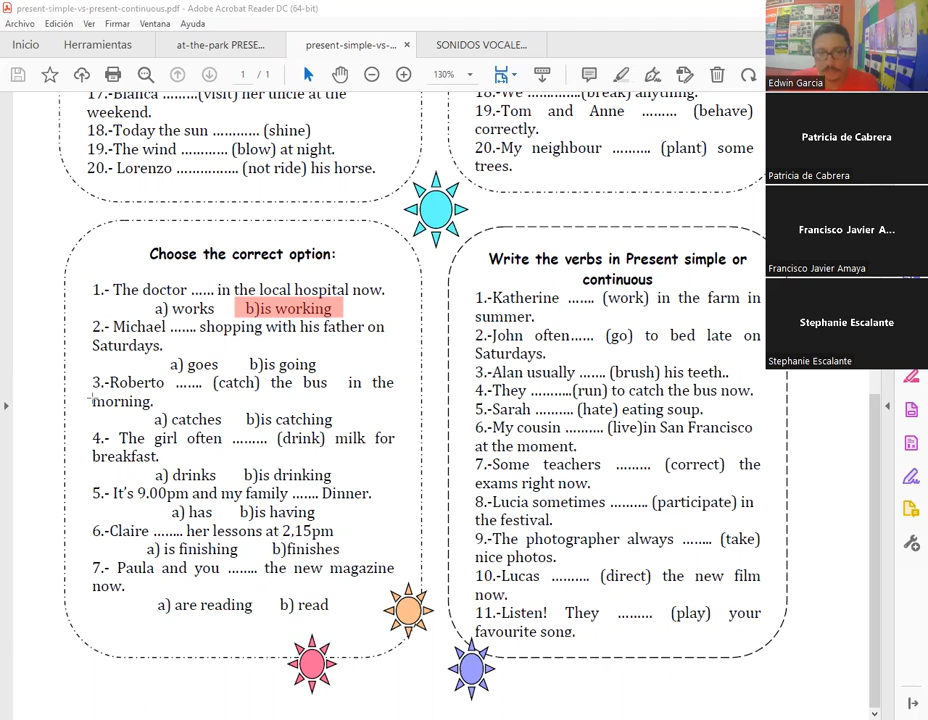 present-simple-vs-present-continuous.pdf - Adobe Acrobat Reader DC (64-bit)
Archivo Edición Ver Firmar Ventana Ayuda
Inicio Herramientas at-the-park PRESE... present-simple-vs-... × SONIDOS VOCALE...
1 / 1 130%
17.-Bianca .........(visit) her uncle at the
weekend.
18.-Today the sun ............ (shine)
19.-The wind ............ (blow) at night.
20.- Lorenzo ............... (not ride) his horse.
18.-We .........(break) anything.
19.-Tom and Anne ......... (behave)
correctly.
20.-My neighbour .......... (plant) some
trees.
Choose the correct option:
1.- The doctor ...... in the local hospital now.
a) works b)is working
2.- Michael ....... shopping with his father on
Saturdays.
a) goes b)is going
3.-Roberto ....... (catch) the bus in the
morning.
a) catches b)is catching
4.- The girl often ......... (drink) milk for
breakfast.
a) drinks b)is drinking
5.- It's 9.00pm and my family ....... Dinner.
a) has b)is having
6.-Claire ........ her lessons at 2,15pm
a) is finishing b)finishes
7.- Paula and you ........ the new magazine
now.
a) are reading b) read
Write the verbs in Present simple or
continuous
1.-Katherine ....... (work) in the farm in
summer.
2.-John often...... (go) to bed late on
Saturdays.
3.-Alan usually ....... (brush) his teeth..
4.-They ...........(run) to catch the bus now.
5.-Sarah .......... (hate) eating soup.
6.-My cousin .......... (live)in San Francisco
at the moment.
7.-Some teachers ......... (correct) the
exams right now.
8.-Lucia sometimes .......... (participate) in
the festival.
9.-The photographer always ........ (take)
nice photos.
10.-Lucas .......... (direct) the new film
now.
11.-Listen! They ......... (play) your
favourite song.
Edwin Garcia
Patricia de Cabrera
Patricia de Cabrera
Francisco Javier A...
Francisco Javier Amaya
Stephanie Escalante
Stephanie Escalante